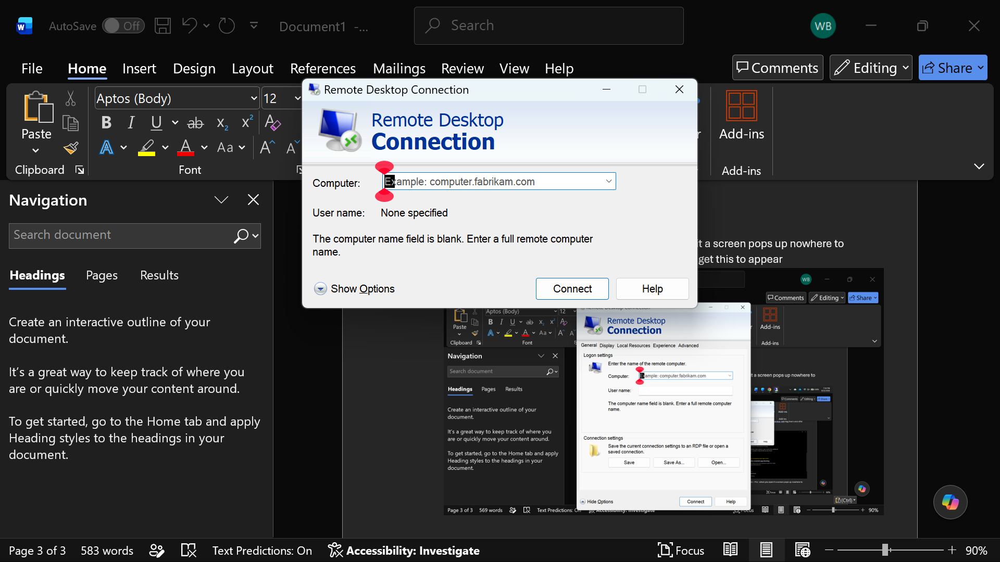 AutoSave Off Document1 -... Search WB
File Home Insert Design Layout References Mailings Review View Help Comments Editing Share
Paste
Clipboard
Aptos (Body) 12
Font
Add-ins
Add-ins
Remote Desktop Connection
Remote Desktop
Connection
Computer: Example: computer.fabrikam.com
User name: None specified
The computer name field is blank. Enter a full remote computer
name.
Show Options Connect Help
Navigation
Search document
Headings Pages Results
Create an interactive outline of your
document.
It's a great way to keep track of where you
are or quickly move your content around.
To get started, go to the Home tab and apply
Heading styles to the headings in your
document.
t a screen pops up nowhere to
get this to appear
WB
Comments Editing Share
Aptos (Body) 12
Paste
Clipboard Font
Add-ins
Add-ins
Remote Desktop
Connection
General Display Local Resources Experience Advanced
Logon settings
Enter the name of the remote computer.
Computer: Example: computer.fabrikam.com
User name:
The computer name field is blank. Enter a full remote computer
name.
Connection settings
Save the current connection settings to an RDP file or open a
saved connection.
Save Save As... Open...
Hide Options Connect Help
Navigation
Search document
Headings Pages Results
Create an interactive outline of your
document.
It's a great way to keep track of where you
are or quickly move your content around.
To get started, go to the Home tab and apply
Heading styles to the headings in your
document.
it a screen pops up nowhere to
Comments Editing Share
Add-ins
(Ctrl)
Page 3 of 3 569 words Text Predictions: On Accessibility: Investigate Focus 90%
Page 3 of 3 583 words Text Predictions: On Accessibility: Investigate Focus 90%